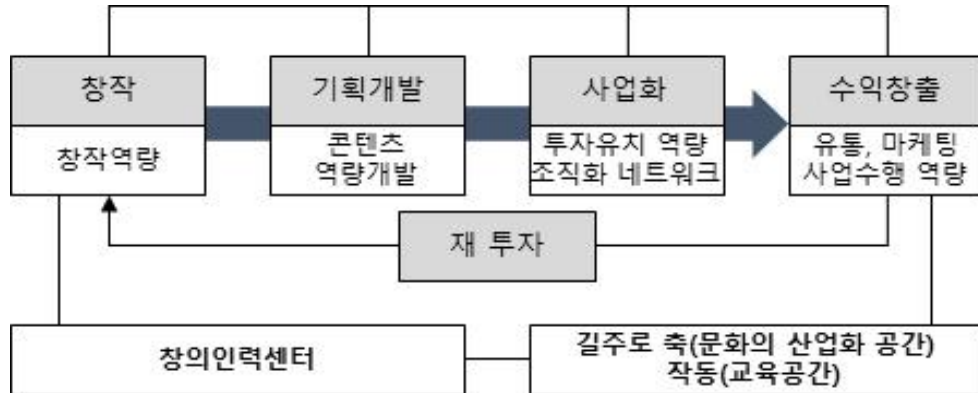 창작
기획개발
사업화
수익창출
창작역량
콘텐츠
역량개발
투자유치 역량
조직화 네트워크
유통, 마케팅
사업수행 역량
재 투자
창의인력센터
길주로 축(문화의 산업화 공간)
작동(교육공간)